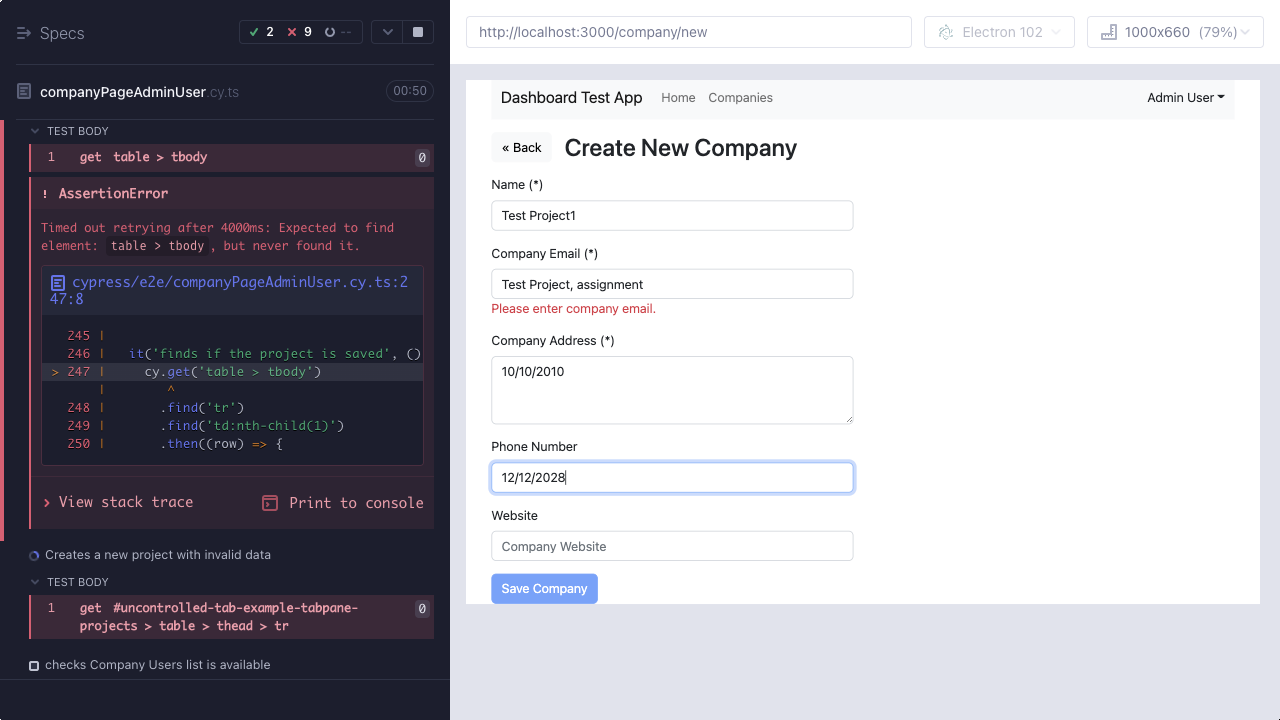 Specs
2
9
--
companyPageAdminUser.cy.ts
00:50
TEST BODY
1 get table > tbody 0
! AssertionError
Timed out retrying after 4000ms: Expected to find
element: table > tbody, but never found it.
cypress/e2e/companyPageAdminUser.cy.ts:2
47:8
245 |
246 | it('finds if the project is saved', ()
> 247 | cy.get('table > tbody')
| ^
248 | .find('tr')
249 | .find('td:nth-child(1)')
250 | .then((row) => {
> View stack trace
Print to console
Creates a new project with invalid data
TEST BODY
1 get #uncontrolled-tab-example-tabpane- 0
projects > table > thead > tr
checks Company Users list is available
http://localhost:3000/company/new
Electron 102
1000x660 (79%)
Dashboard Test App
Home
Companies
Admin User
« Back
Create New Company
Name (*)
Test Project1
Company Email (*)
Test Project, assignment
Please enter company email.
Company Address (*)
10/10/2010
Phone Number
12/12/2028
Website
Company Website
Save Company